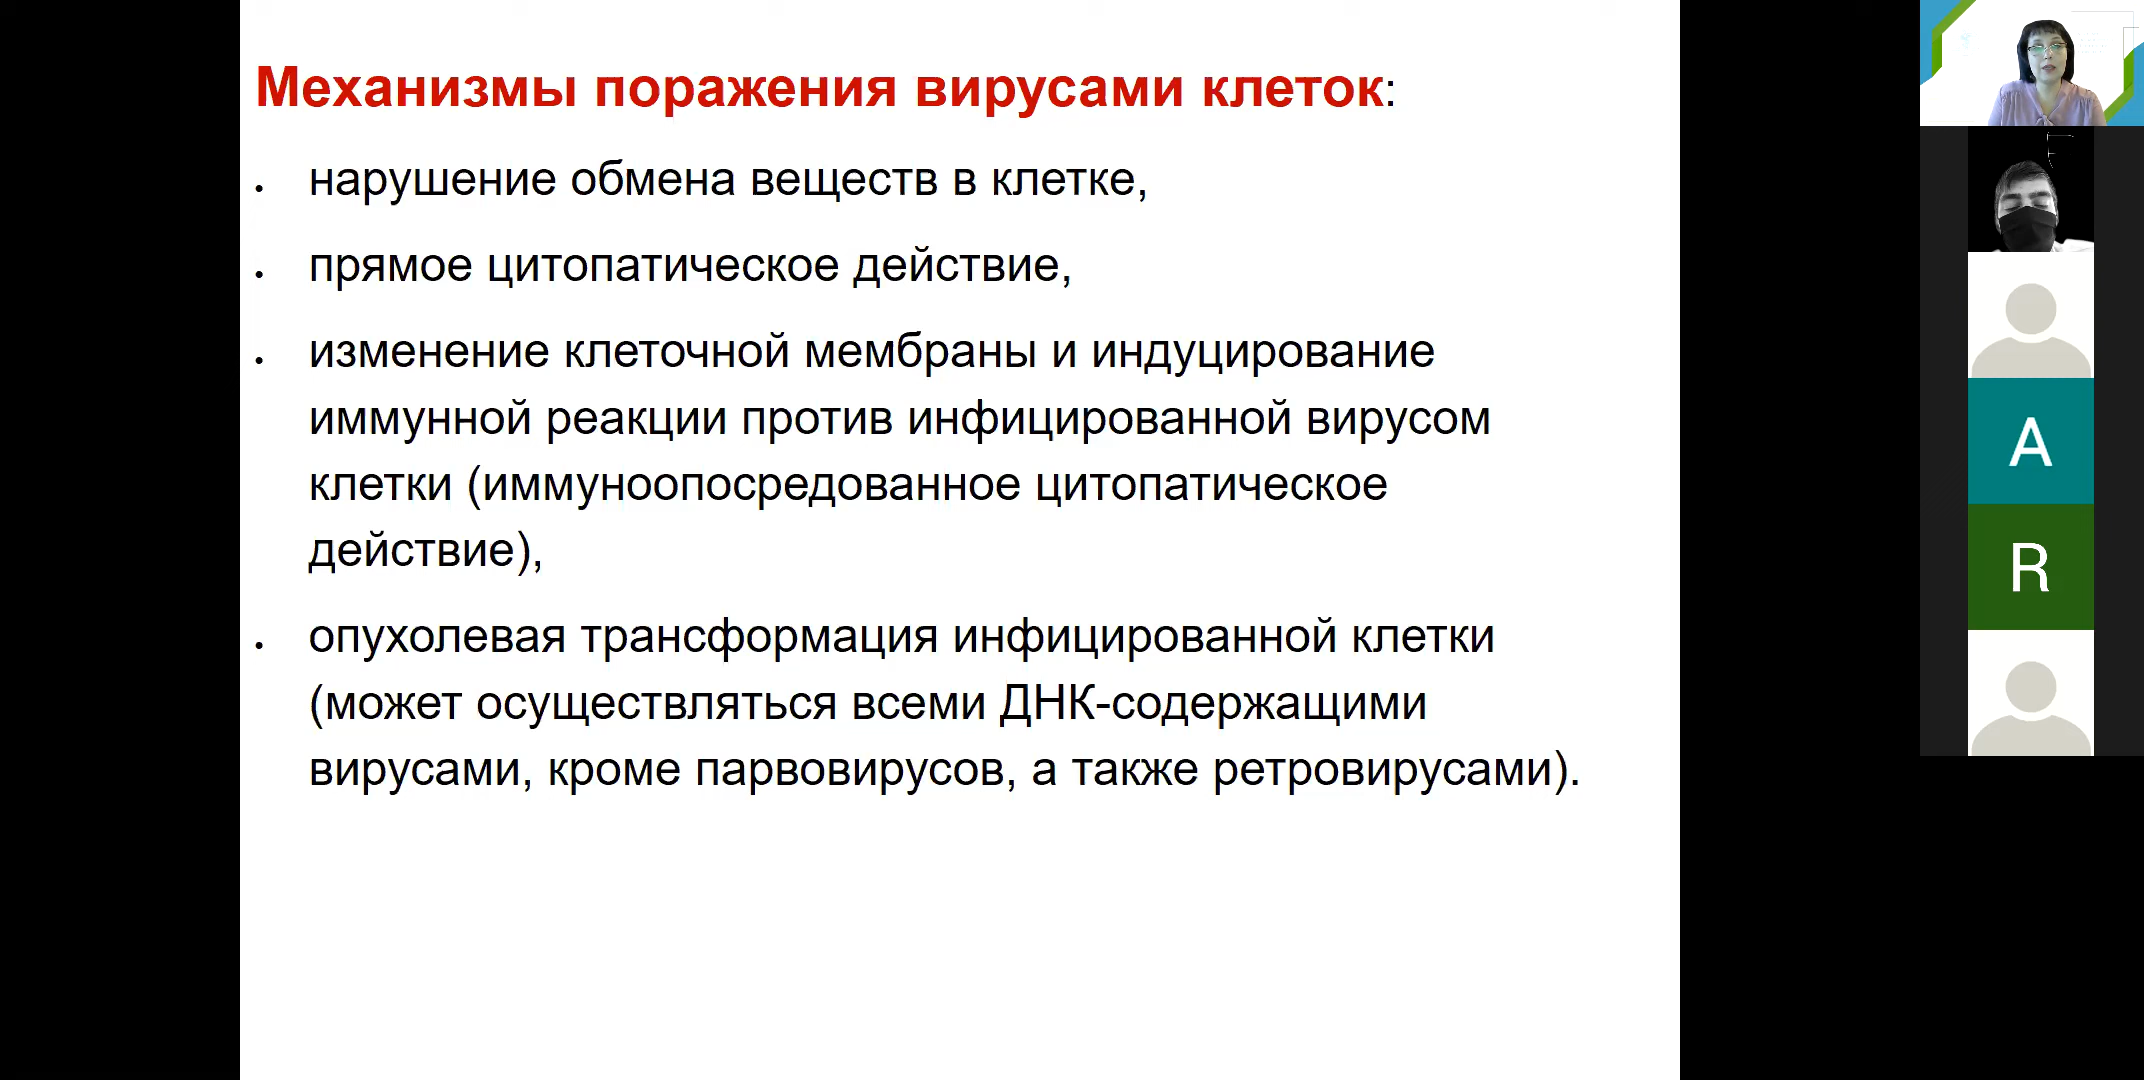 Механизмы поражения вирусами клеток:
• нарушение обмена веществ в клетке,
• прямое цитопатическое действие,
• изменение клеточной мембраны и индуцирование
иммунной реакции против инфицированной вирусом
клетки (иммуноопосредованное цитопатическое
действие),
• опухолевая трансформация инфицированной клетки
(может осуществляться всеми ДНК-содержащими
вирусами, кроме парвовирусов, а также ретровирусами).
A
R